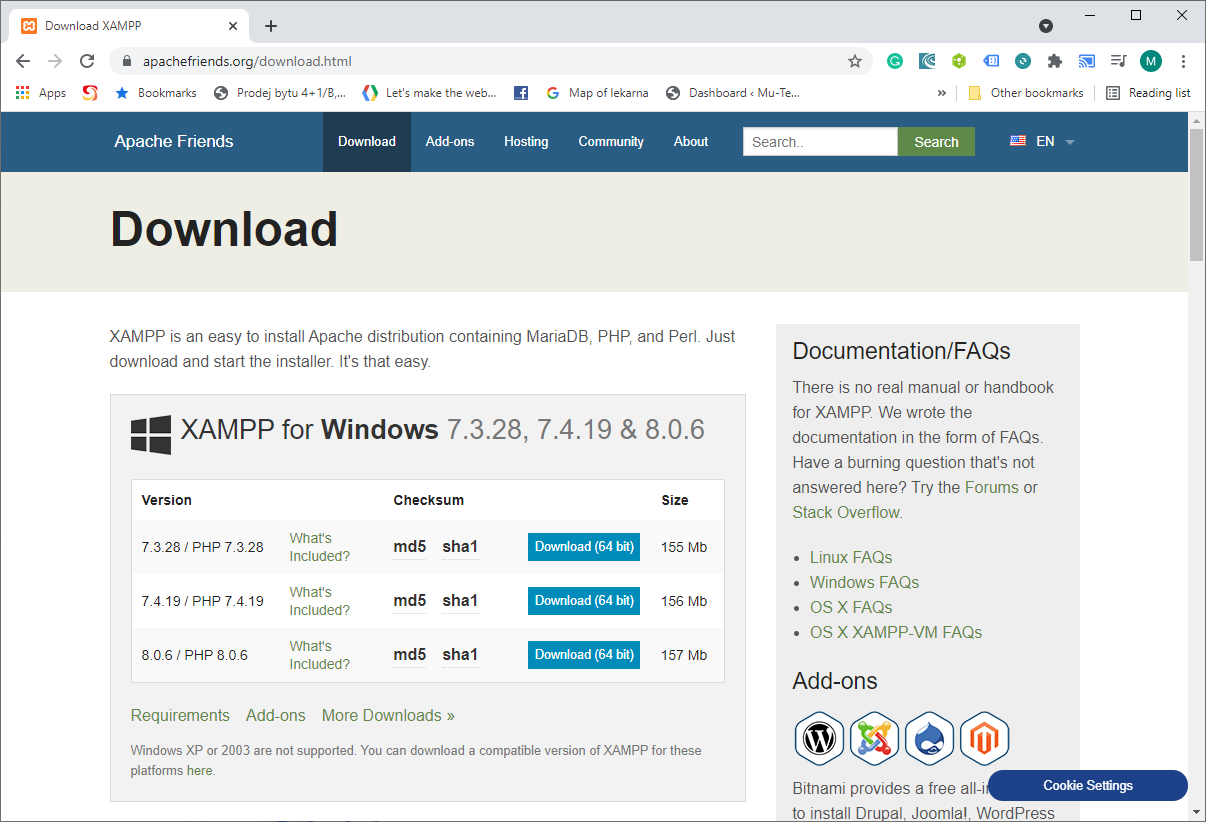 Download XAMPP
apachefriends.org/download.html
M
Apps
Bookmarks
Prodej bytu 4+1/B,...
Let's make the web...
Map of lekarna
Dashboard ‹ Mu-Te...
»
Other bookmarks
Reading list
Apache Friends
Download
Add-ons
Hosting
Community
About
Search..
Search
EN
Download
XAMPP is an easy to install Apache distribution containing MariaDB, PHP, and Perl. Just
download and start the installer. It's that easy.
XAMPP for Windows 7.3.28, 7.4.19 & 8.0.6
Version Checksum Size
7.3.28 / PHP 7.3.28 What's Included? md5 sha1 Download (64 bit) 155 Mb
7.4.19 / PHP 7.4.19 What's Included? md5 sha1 Download (64 bit) 156 Mb
8.0.6 / PHP 8.0.6 What's Included? md5 sha1 Download (64 bit) 157 Mb
Requirements Add-ons More Downloads »
Windows XP or 2003 are not supported. You can download a compatible version of XAMPP for these
platforms here.
Documentation/FAQs
There is no real manual or handbook
for XAMPP. We wrote the
documentation in the form of FAQs.
Have a burning question that's not
answered here? Try the Forums or
Stack Overflow.
• Linux FAQs
• Windows FAQs
• OS X FAQs
• OS X XAMPP-VM FAQs
Add-ons
Bitnami provides a free all-in
to install Drupal, Joomla!, WordPress
Cookie Settings